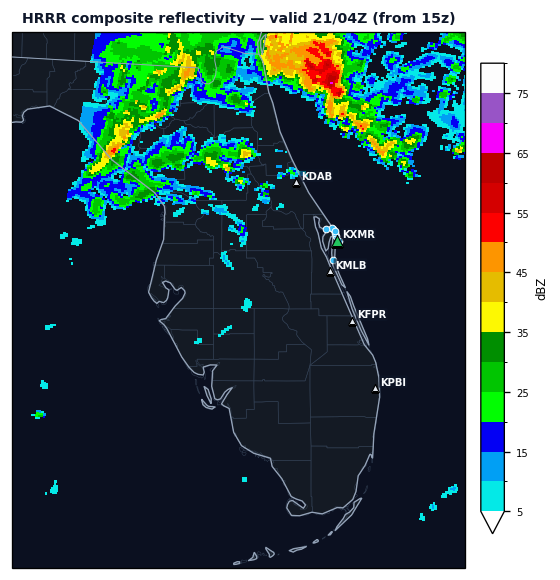 HRRR composite reflectivity — valid 21/04Z (from 15z)
KDAB
KXMR
KMLB
KFPR
KPBI
75
65
55
45
35
25
15
5
dBZ